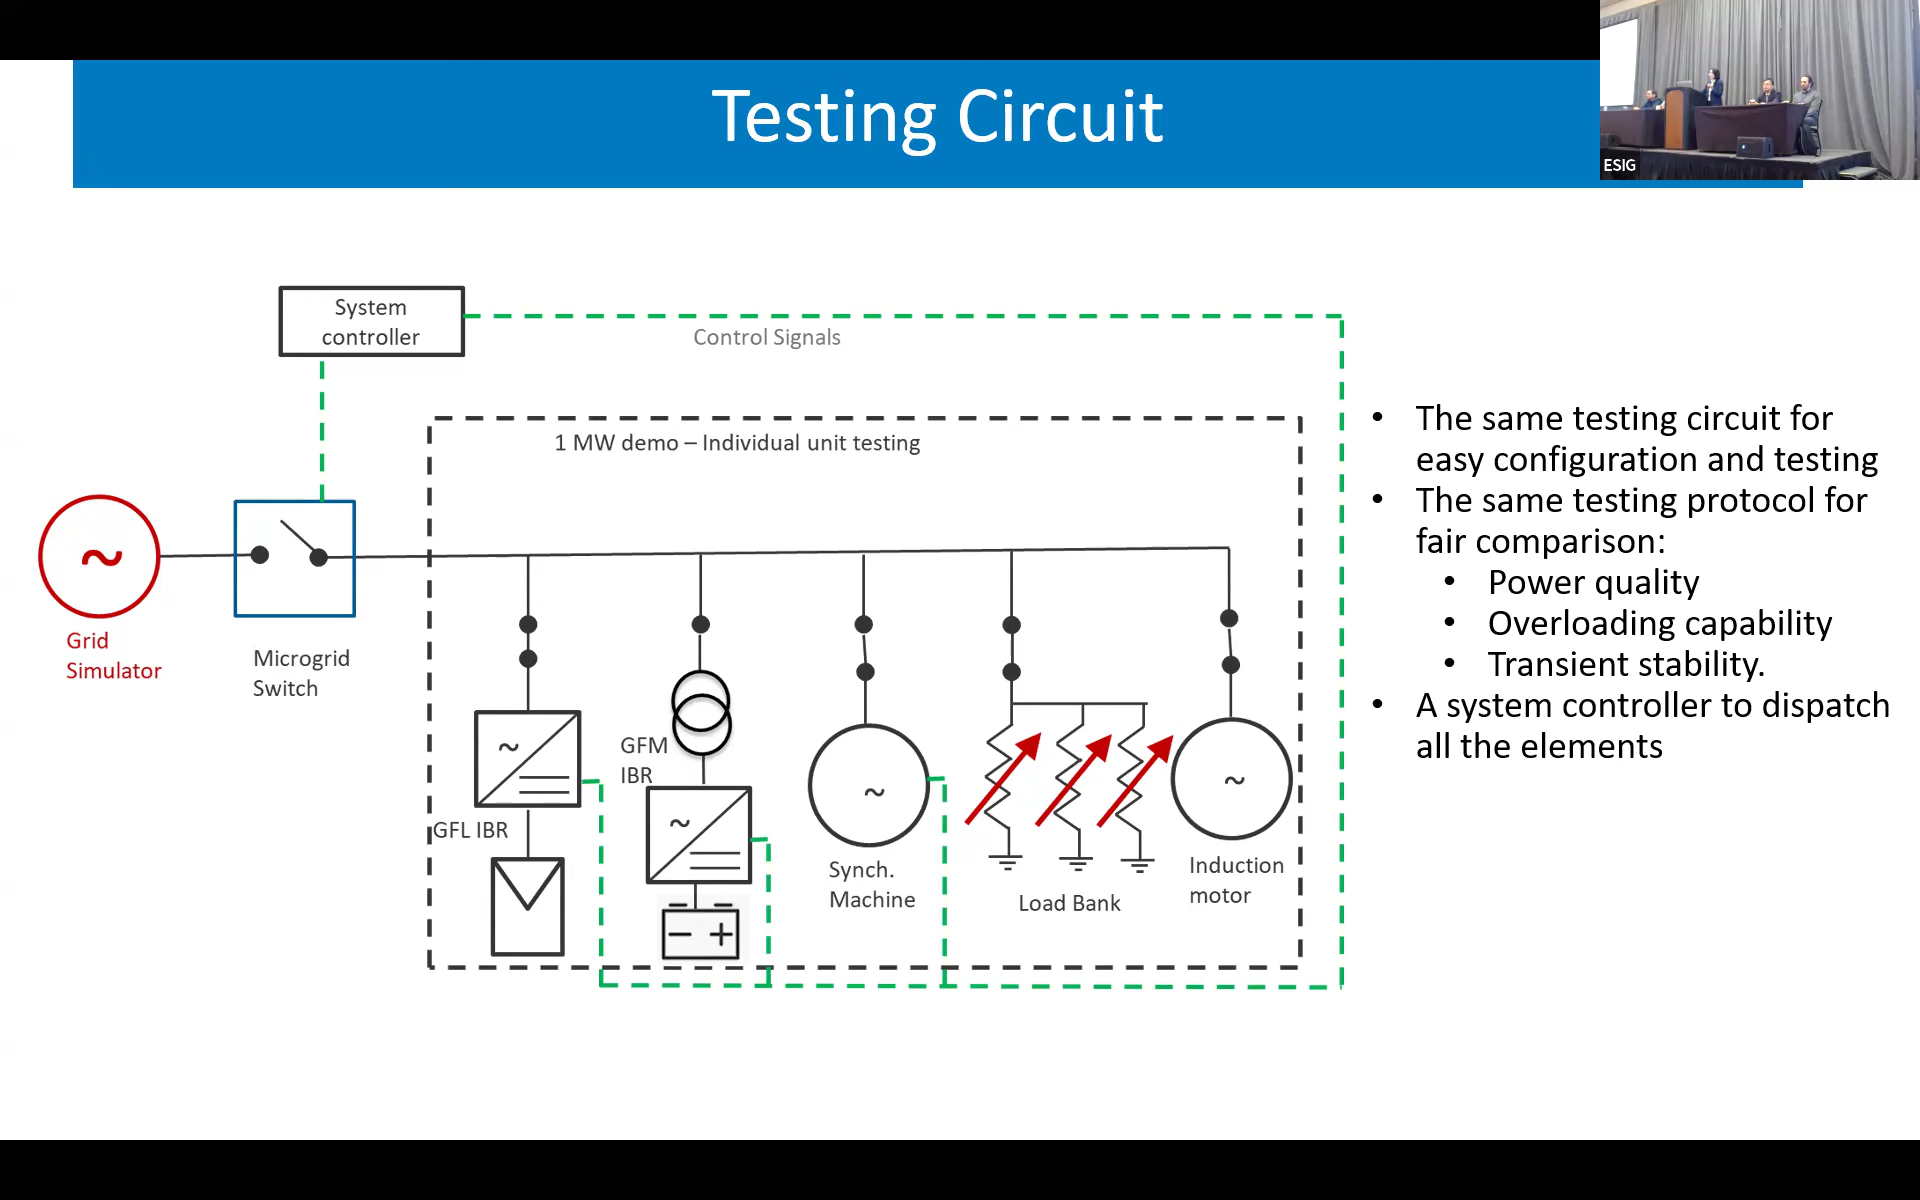 Testing Circuit
ESIG
System
controller
Control Signals
1 MW demo – Individual unit testing
Grid
Simulator
Microgrid
Switch
GFL IBR
GFM
IBR
Synch.
Machine
Load Bank
Induction
motor
• The same testing circuit for
easy configuration and testing
• The same testing protocol for
fair comparison:
• Power quality
• Overloading capability
• Transient stability.
• A system controller to dispatch
all the elements